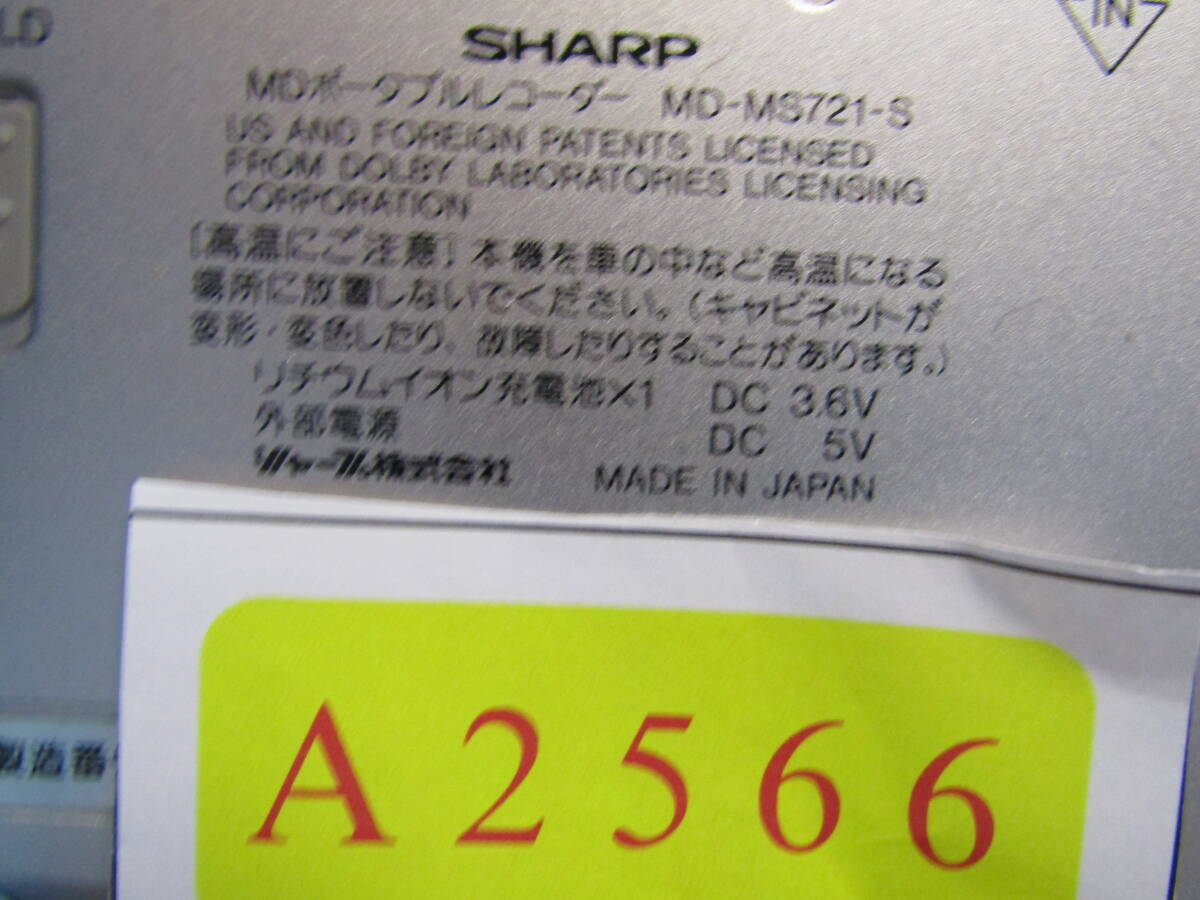 LD
IN
SHARP
MDポータブルレコーダー MD-MS721-S
US AND FOREIGN PATENTS LICENSED
FROM DOLBY LABORATORIES LICENSING
CORPORATION
[高温にご注意] 本機を車の中など高温になる
場所に放置しないでください。(キャビネットが
変形・変色したり、故障したりすることがあります。)
リチウムイオン充電池X1 DC 3.6V
外部電源 DC 5V
シャープ株式会社 MADE IN JAPAN
製造番
A2566